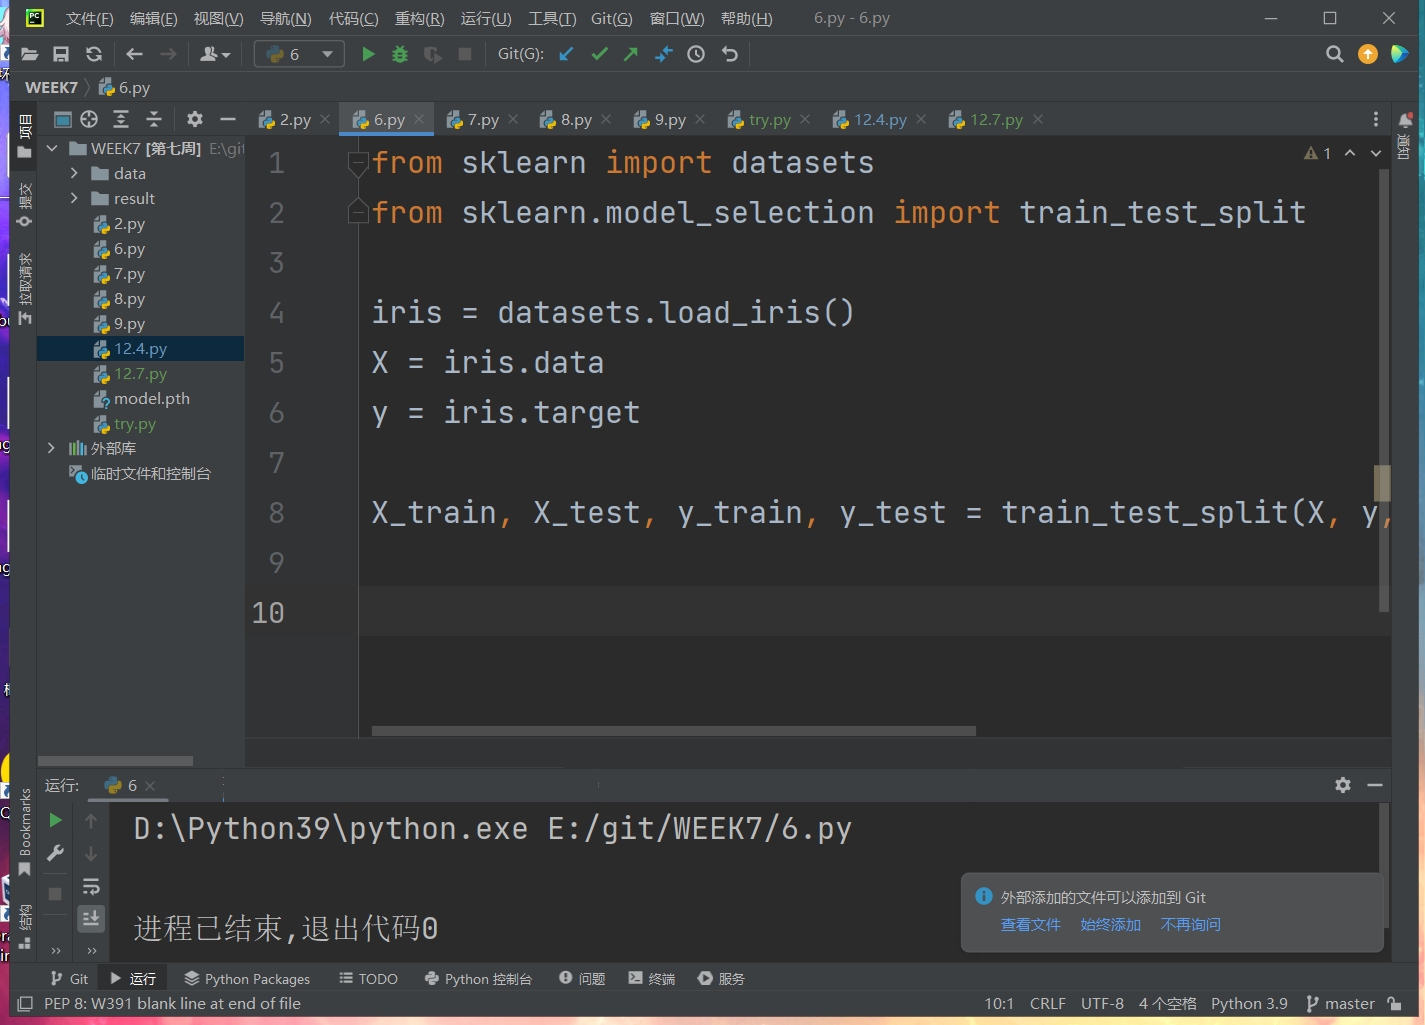 文件(F) 编辑(E) 视图(V) 导航(N) 代码(C) 重构(R) 运行(U) 工具(T) Git(G) 窗口(W) 帮助(H) 6.py - 6.py
6 Git(G):
WEEK7 6.py
2.py 6.py 7.py 8.py 9.py try.py 12.4.py 12.7.py
项目
提交
拉取请求
通知
WEEK7 [第七周] E:\git
data
result
2.py
6.py
7.py
8.py
9.py
12.4.py
12.7.py
model.pth
try.py
外部库
临时文件和控制台
1
1 from sklearn import datasets
2 from sklearn.model_selection import train_test_split
3
4 iris = datasets.load_iris()
5 X = iris.data
6 y = iris.target
7
8 X_train, X_test, y_train, y_test = train_test_split(X, y,
9
10
运行: 6
Bookmarks
结构
D:\Python39\python.exe E:/git/WEEK7/6.py
进程已结束,退出代码0
外部添加的文件可以添加到 Git
查看文件 始终添加 不再询问
Git 运行 Python Packages TODO Python 控制台 问题 终端 服务
PEP 8: W391 blank line at end of file 10:1 CRLF UTF-8 4 个空格 Python 3.9 master